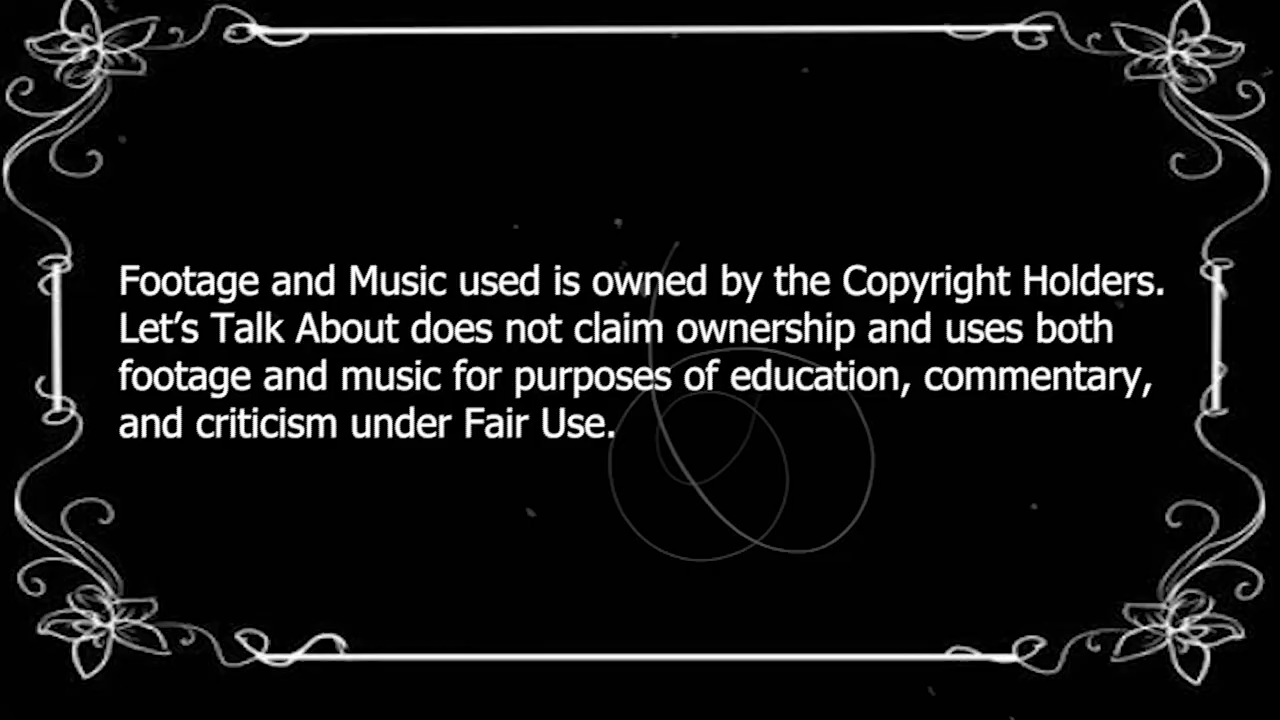 Footage and Music used is owned by the Copyright Holders.
Let’s Talk About does not claim ownership and uses both
footage and music for purposes of education, commentary,
and criticism under Fair Use.